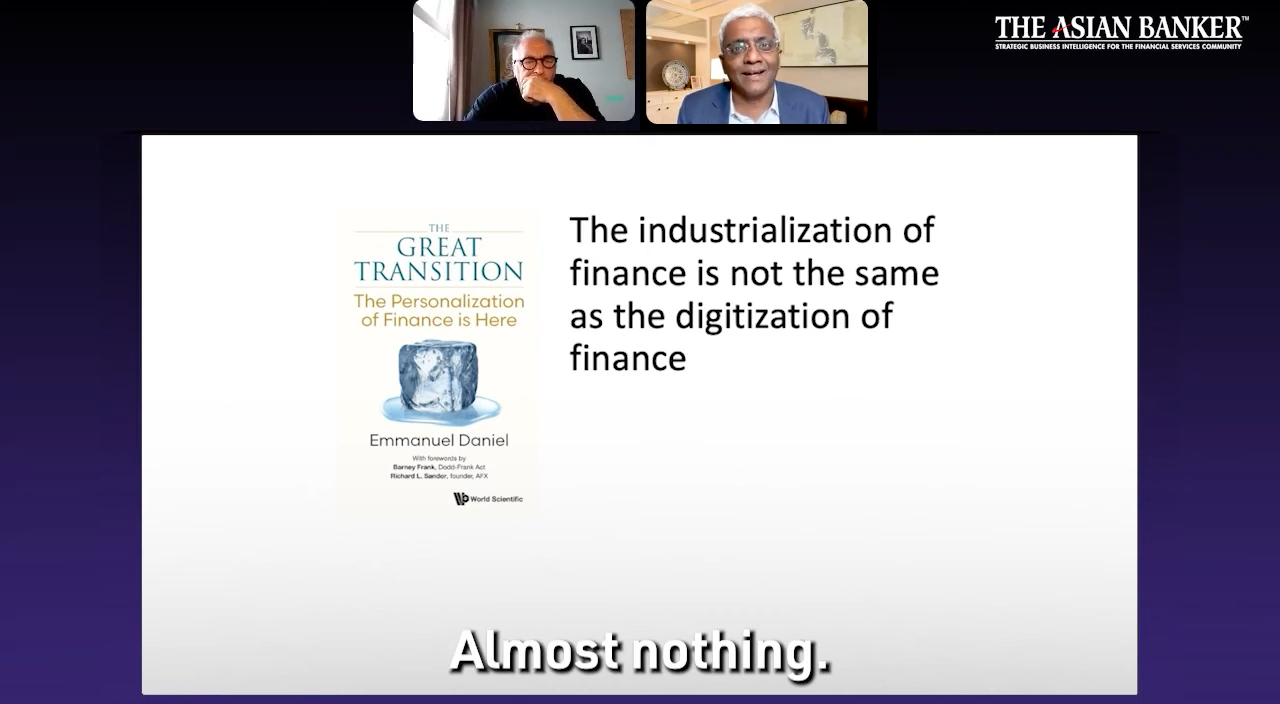 THE ASIAN BANKER™
STRATEGIC BUSINESS INTELLIGENCE FOR THE FINANCIAL SERVICES COMMUNITY
THE
GREAT
TRANSITION
The Personalization
of Finance is Here
Emmanuel Daniel
With forewords by
Barney Frank, Dodd-Frank Act
Richard L. Sander, founder, AFX
World Scientific
The industrialization of
finance is not the same
as the digitization of
finance
Almost nothing.